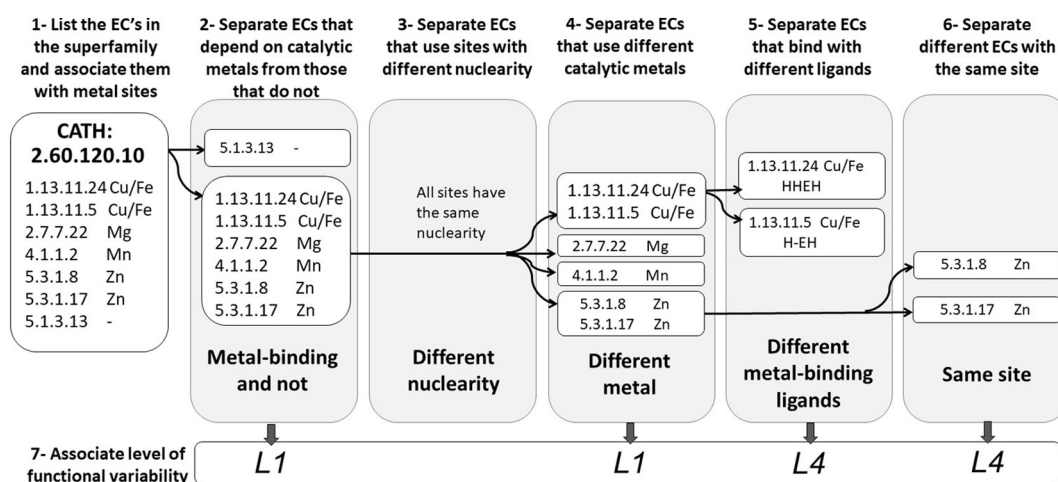 1- List the EC's in
the superfamily
and associate them
with metal sites
2- Separate ECs that
depend on catalytic
metals from those
that do not
3- Separate ECs
that use sites with
different nuclearity
4- Separate ECs
that use different
catalytic metals
5- Separate ECs
that bind with
different ligands
6- Separate
different ECs with
the same site
CATH:
2.60.120.10
1.13.11.24 Cu/Fe
1.13.11.5 Cu/Fe
2.7.7.22 Mg
4.1.1.2 Mn
5.3.1.8 Zn
5.3.1.17 Zn
5.1.3.13 -
5.1.3.13 -
1.13.11.24 Cu/Fe
1.13.11.5 Cu/Fe
2.7.7.22 Mg
4.1.1.2 Mn
5.3.1.8 Zn
5.3.1.17 Zn
Metal-binding
and not
All sites have
the same
nuclearity
Different
nuclearity
1.13.11.24 Cu/Fe
1.13.11.5 Cu/Fe
2.7.7.22 Mg
4.1.1.2 Mn
5.3.1.8 Zn
5.3.1.17 Zn
Different
metal
1.13.11.24 Cu/Fe
HHEH
1.13.11.5 Cu/Fe
H-EH
Different
metal-binding
ligands
5.3.1.8 Zn
5.3.1.17 Zn
Same site
7- Associate level of
functional variability
L1
L1
L4
L4